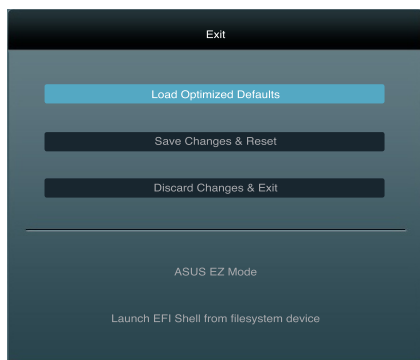 Exit
Load Optimized Defaults
Save Changes & Reset
Discard Changes & Exit
ASUS EZ Mode
Launch EFI Shell from filesystem device